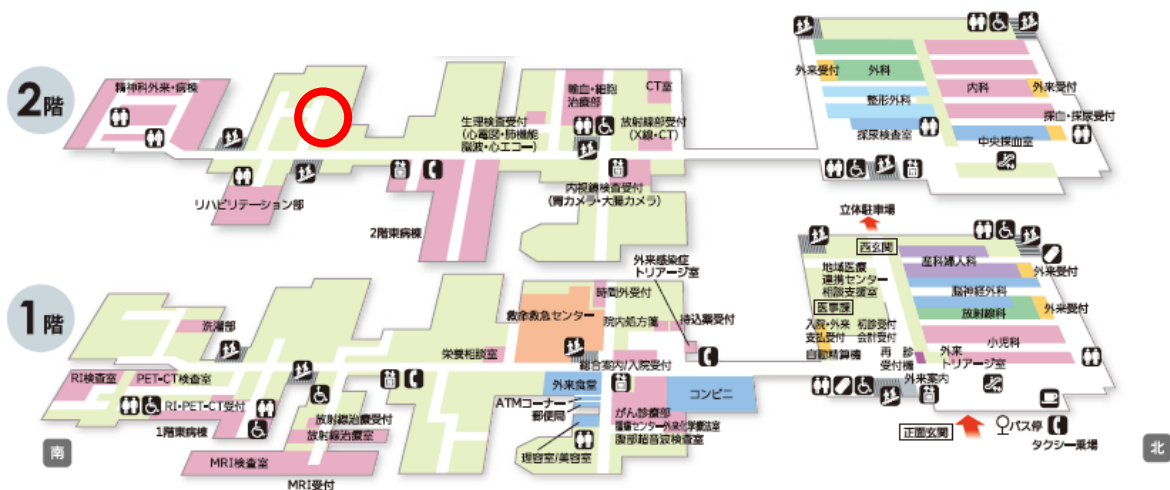 2階
精神科外来・病棟
リハビリテーション部
生理検査受付
(心電図・肺機能
脳波・心エコー)
2階東病棟
輸血・細胞
治療部
CT室
放射線部受付
(X線・CT)
内視鏡検査受付
(胃カメラ・大腸カメラ)
外来受付
外科
整形外科
採尿検査室
内科
外来受付
採血・採尿受付
中央採血室
1階
洗濯部
RI検査室
PET-CT検査室
RI・PET-CT受付
1階東病棟
放射線治療受付
放射線治療室
MRI検査室
MRI受付
栄養相談室
救命救急センター
時間外受付
院内処方箋
持込薬受付
外来感染症
トリアージ室
総合案内/入院受付
外来食堂
ATMコーナー
郵便局
理容室/美容室
がん診療部
腫瘍センター外来化学療法室
腹部超音波検査室
コンビニ
立体駐車場
西玄関
地域医療
連携センター
相談支援室
医事課
入院・外来
支払受付
初診受付
会計受付
自動精算機
再診
受付機
外来
トリアージ室
外来案内
産科婦人科
外来受付
脳神経外科
放射線科
外来受付
小児科
正面玄関
バス停
タクシー乗場
南
北